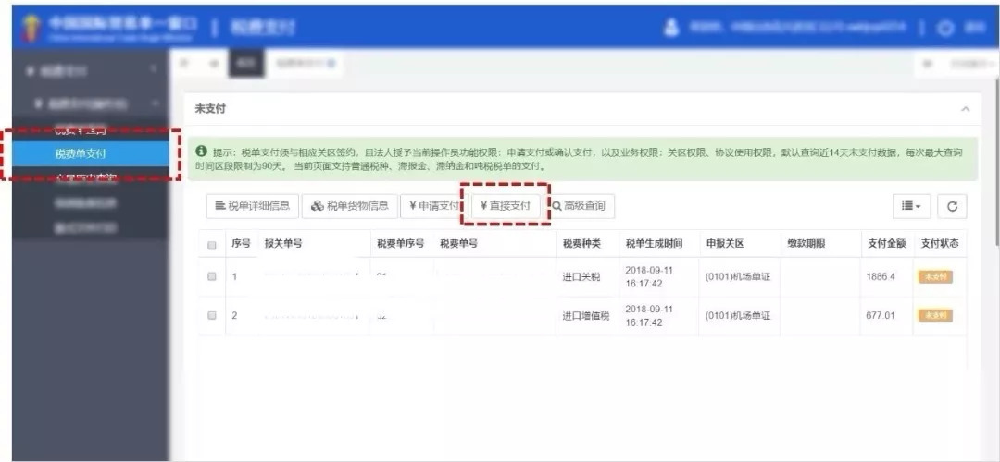 中国国际贸易单一窗口
税费支付
税费支付
税费单支付
未支付
提示：税单支付须与相应关区签约，且法人授予当前操作员功能权限：申请支付或确认支付，以及业务权限：关区权限、协议使用权限，默认查询近14天未支付数据，每次最大查询
时间区段限制为90天。 当前页面支持普通税种、滞报金、滞纳金和吨税税单的支付。
税单详细信息 税单货物信息 ¥ 申请支付 ¥ 直接支付 高级查询
序号 报关单号 税费单序号 税费单号 税费种类 税单生成时间 申报关区 缴款期限 支付金额 支付状态
1 进口关税 2018-09-11 16:17:42 (0101)机场单证 1886.4 未支付
2 进口增值税 2018-09-11 16:17:42 (0101)机场单证 677.01 未支付